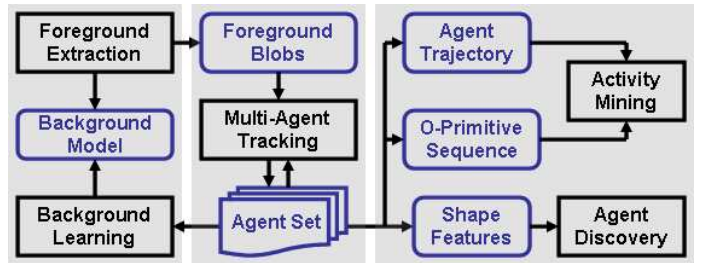 Foreground
Extraction
Background
Model
Background
Learning
Foreground
Blobs
Multi-Agent
Tracking
Agent Set
Agent
Trajectory
O-Primitive
Sequence
Shape
Features
Activity
Mining
Agent
Discovery